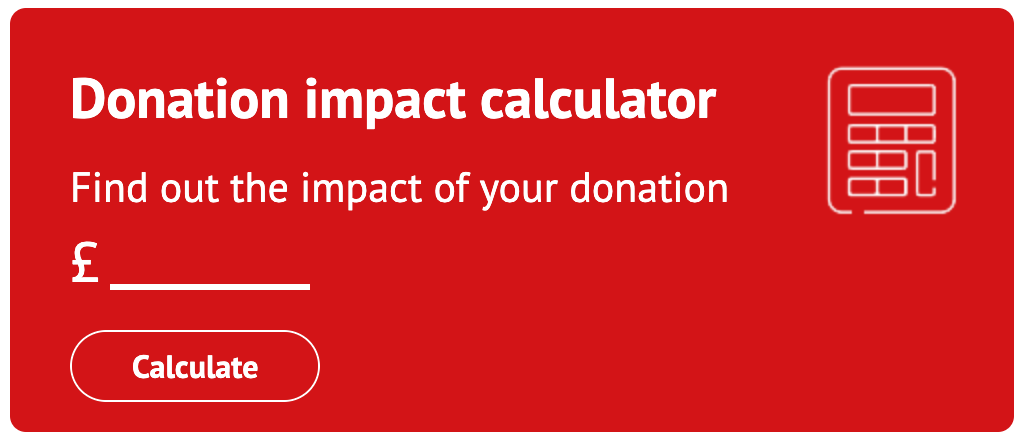 Donation impact calculator
Find out the impact of your donation
£
Calculate